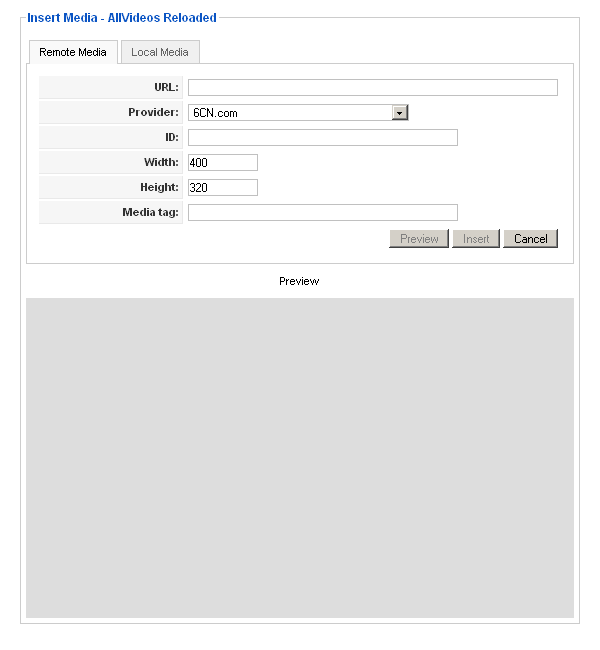 Insert Media - AllVideos Reloaded
Remote Media Local Media
URL:
Provider: 6CN.com
ID:
Width: 400
Height: 320
Media tag:
Preview Insert Cancel
Preview